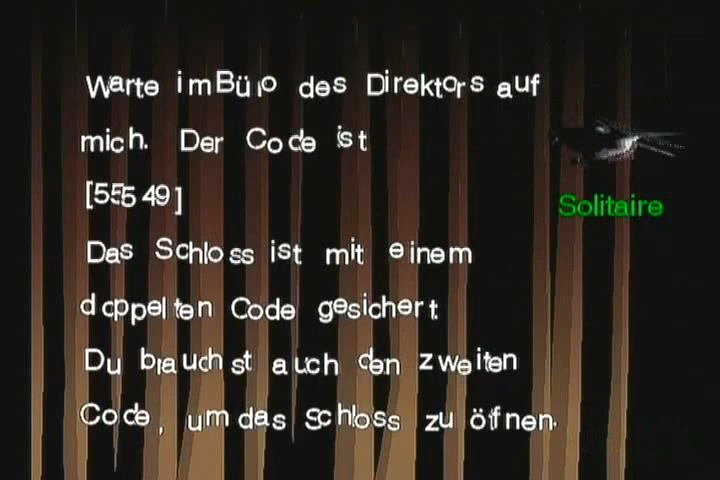 Warte im Büro des Direktors auf
mich. Der Code ist
[55549]
Solitaire
Das Schloss ist mit einem
doppelten Code gesichert
Du brauchst auch den zweiten
Code, um das Schloss zu öffnen.